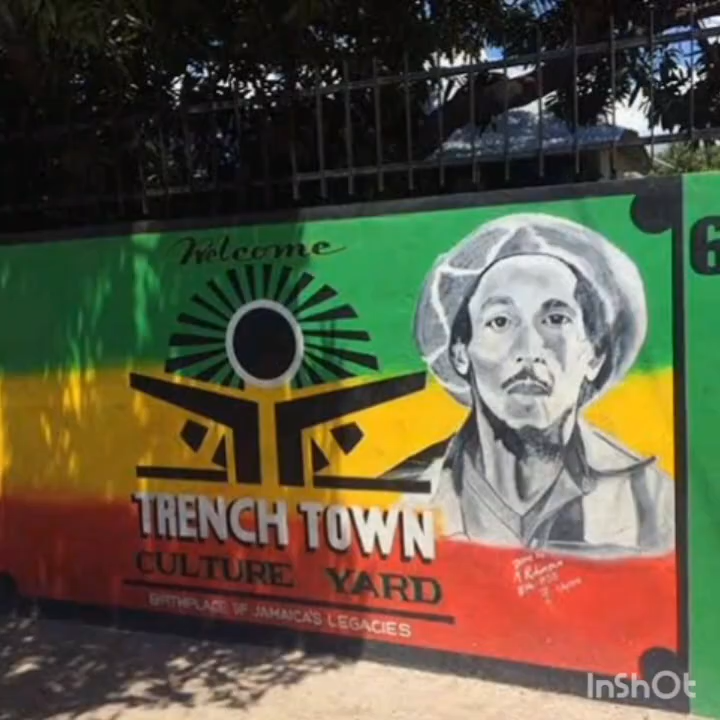 Welcome
6
TRENCH TOWN
CULTURE YARD
BIRTHPLACE OF JAMAICA'S LEGACIES
InShOt